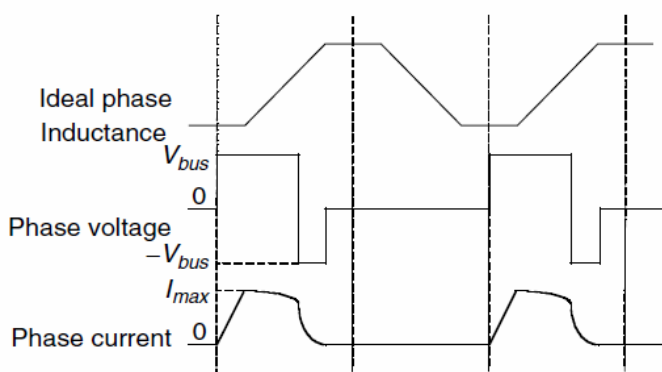 Ideal phase
Inductance
V_bus
0
Phase voltage
−V_bus
I_max
Phase current 0